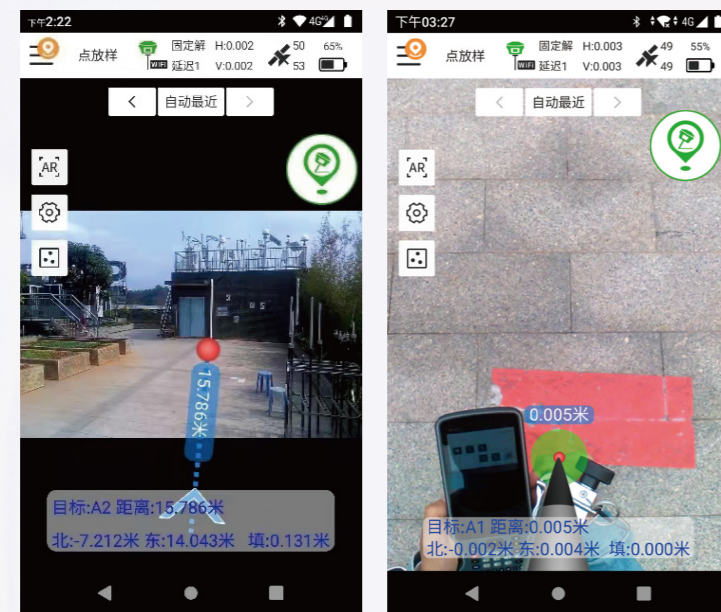 下午2:22
4G
点放样
固定解 H:0.002
WIFI 延迟1 V:0.002
50
53
65%
自动最近
AR
15.786米
目标:A2 距离:15.786米
北:-7.212米 东:14.043米 填:0.131米
下午03:27
4G
点放样
固定解 H:0.003
WIFI 延迟1 V:0.003
49
49
55%
自动最近
AR
0.005米
目标:A1 距离:0.005米
北:-0.002米 东:0.004米 填:0.000米